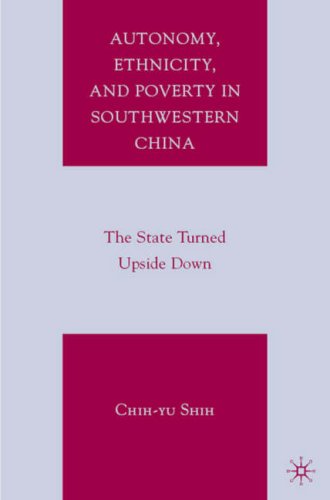 AUTONOMY,
ETHNICITY,
AND POVERTY IN
SOUTHWESTERN
CHINA
The State Turned
Upside Down
CHIH-YU SHIH